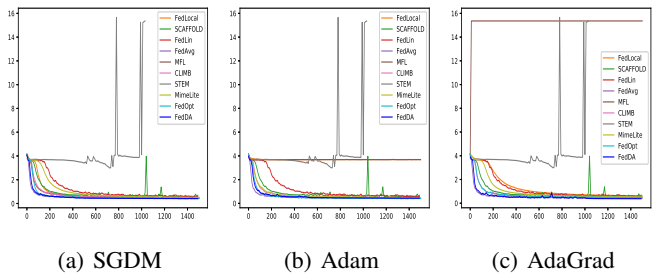 16
14
12
10
8
6
4
2
0
0 200 400 600 800 1000 1200 1400
FedLocal
SCAFFOLD
FedLin
FedAvg
MFL
CLIMB
STEM
MimeLite
FedOpt
FedDA
(a) SGDM
16
14
12
10
8
6
4
2
0
0 200 400 600 800 1000 1200 1400
FedLocal
SCAFFOLD
FedLin
FedAvg
MFL
CLIMB
STEM
MimeLite
FedOpt
FedDA
(b) Adam
16
14
12
10
8
6
4
2
0
0 200 400 600 800 1000 1200 1400
FedLocal
SCAFFOLD
FedLin
FedAvg
MFL
CLIMB
STEM
MimeLite
FedOpt
FedDA
(c) AdaGrad